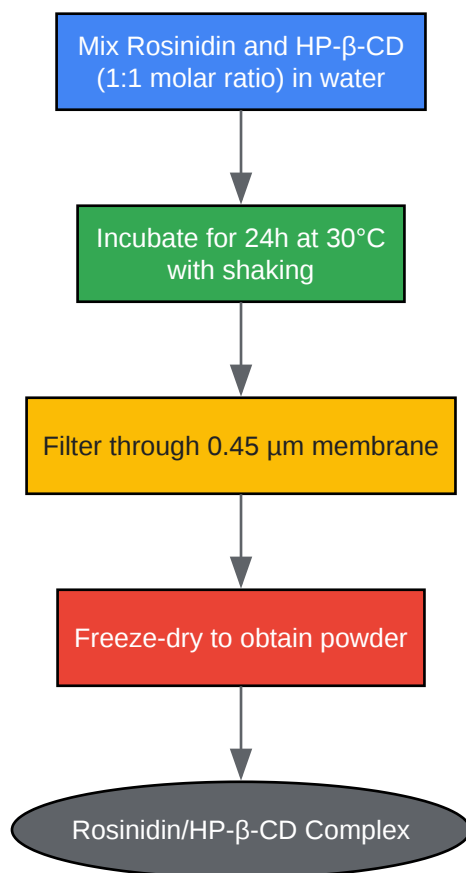 Mix Rosinidin and HP-β-CD
(1:1 molar ratio) in water
Incubate for 24h at 30°C
with shaking
Filter through 0.45 µm membrane
Freeze-dry to obtain powder
Rosinidin/HP-β-CD Complex